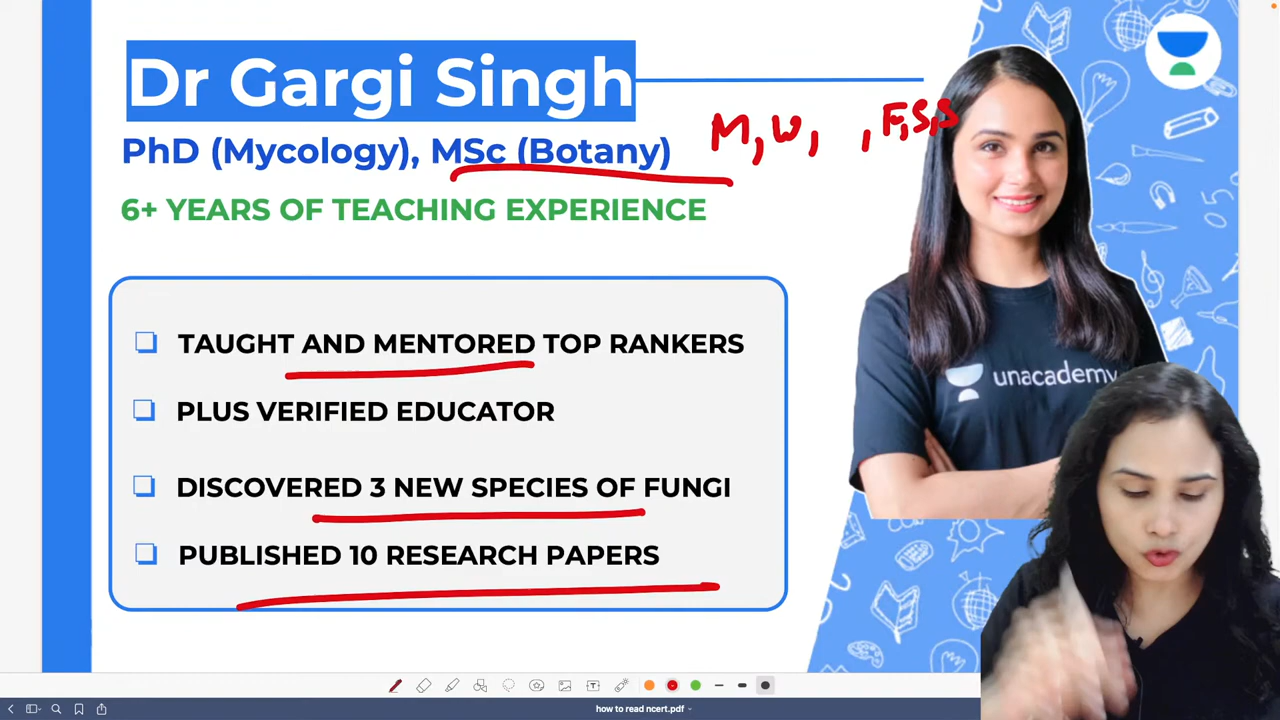 Dr Gargi Singh
PhD (Mycology), MSc (Botany)
M, W, , F, S, S
6+ YEARS OF TEACHING EXPERIENCE
TAUGHT AND MENTORED TOP RANKERS
PLUS VERIFIED EDUCATOR
DISCOVERED 3 NEW SPECIES OF FUNGI
PUBLISHED 10 RESEARCH PAPERS
unacademy
how to read ncert.pdf